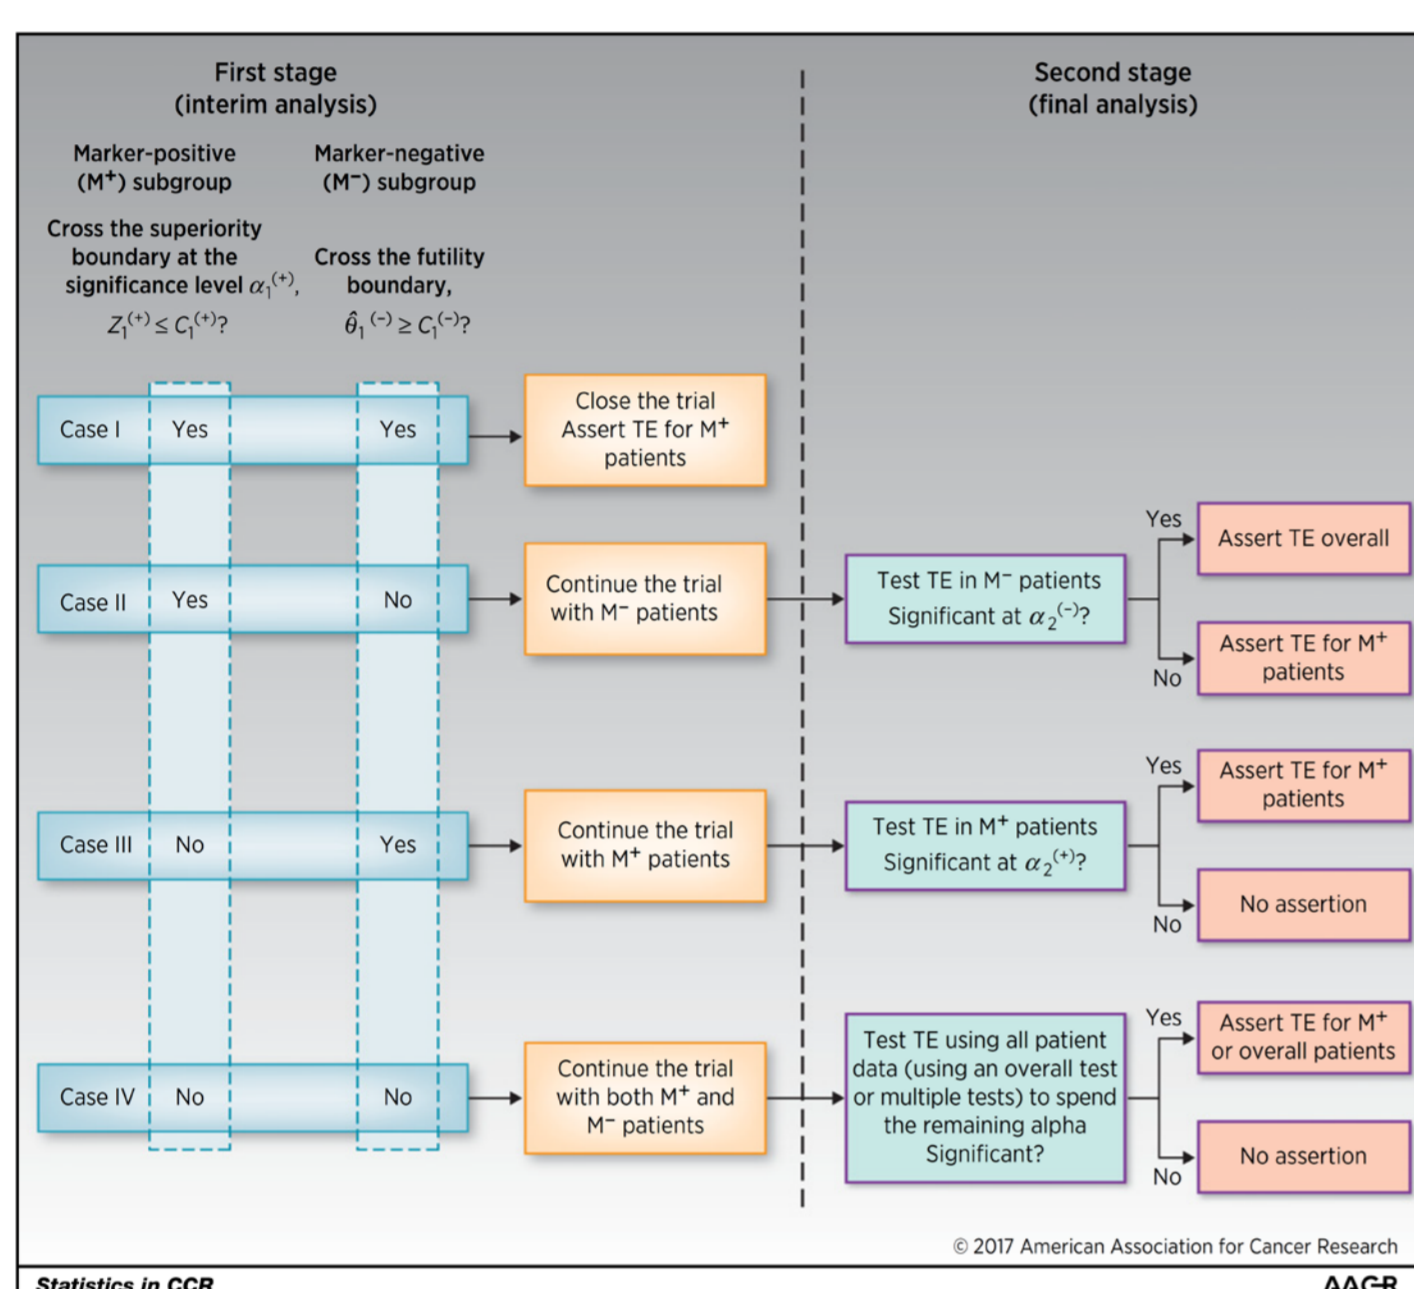 First stage
(interim analysis)
Second stage
(final analysis)
Marker-positive
(M⁺) subgroup
Marker-negative
(M⁻) subgroup
Cross the superiority
boundary at the
significance level α₁⁽⁺⁾,
Z₁⁽⁺⁾ ≤ C₁⁽⁺⁾?
Cross the futility
boundary,
θ̂₁⁽⁻⁾ ≥ C₁⁽⁻⁾?
Case I Yes Yes
Close the trial
Assert TE for M⁺
patients
Case II Yes No
Continue the trial
with M⁻ patients
Test TE in M⁻ patients
Significant at α₂⁽⁻⁾?
Yes
Assert TE overall
No
Assert TE for M⁺
patients
Case III No Yes
Continue the trial
with M⁺ patients
Test TE in M⁺ patients
Significant at α₂⁽⁺⁾?
Yes
Assert TE for M⁺
patients
No
No assertion
Case IV No No
Continue the trial
with both M⁺ and
M⁻ patients
Test TE using all patient
data (using an overall test
or multiple tests) to spend
the remaining alpha
Significant?
Yes
Assert TE for M⁺
or overall patients
No
No assertion
© 2017 American Association for Cancer Research
Statistics in CCR
AACR